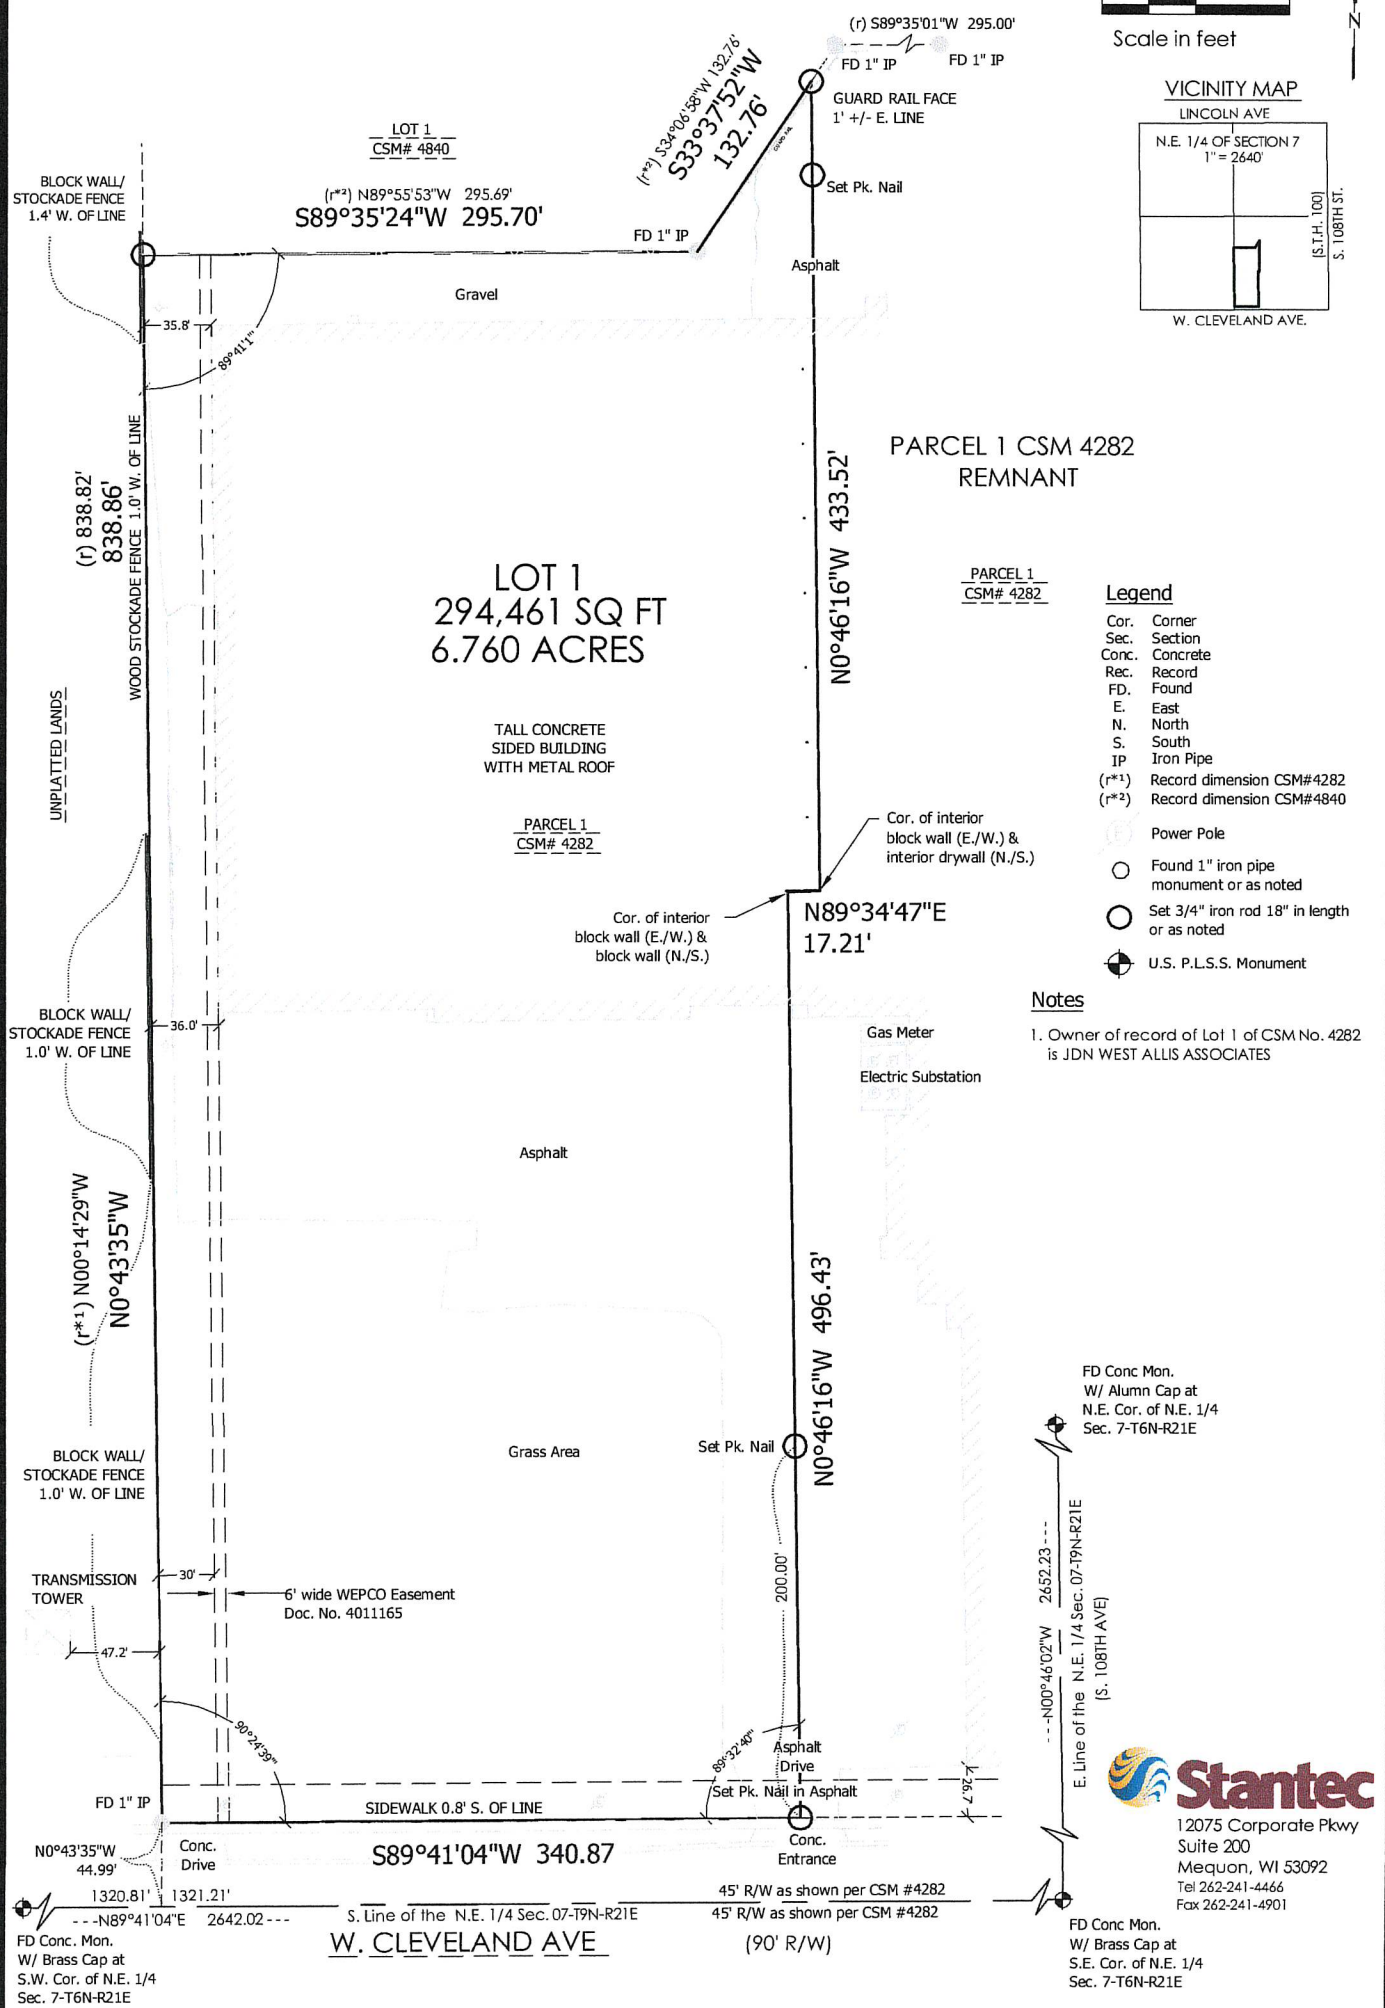 (r) S89°35'01"W 295.00'
FD 1" IP
FD 1" IP
Scale in feet
N
(r*²) S34°06'58"W 132.76'
S33°37'52"W
132.76'
GUARD RAIL FACE
1' +/- E. LINE
VICINITY MAP
LINCOLN AVE
N.E. 1/4 OF SECTION 7
1" = 2640'
(S.T.H. 100)
S. 108TH ST.
W. CLEVELAND AVE.
LOT 1
CSM# 4840
BLOCK WALL/
STOCKADE FENCE
1.4' W. OF LINE
(r*²) N89°55'53"W 295.69'
S89°35'24"W 295.70'
FD 1" IP
Set Pk. Nail
Asphalt
Gravel
35.8'
89°41'1"
(r) 838.82'
838.86'
WOOD STOCKADE FENCE 1.0' W. OF LINE
PARCEL 1 CSM 4282
REMNANT
N0°46'16"W 433.52'
LOT 1
294,461 SQ FT
6.760 ACRES
PARCEL 1
CSM# 4282
Legend
Cor. Corner
Sec. Section
Conc. Concrete
Rec. Record
FD. Found
E. East
N. North
S. South
IP Iron Pipe
(r*¹) Record dimension CSM#4282
(r*²) Record dimension CSM#4840
Power Pole
Found 1" iron pipe
monument or as noted
Set 3/4" iron rod 18" in length
or as noted
U.S. P.L.S.S. Monument
UNPLATTED LANDS
TALL CONCRETE
SIDED BUILDING
WITH METAL ROOF
PARCEL 1
CSM# 4282
Cor. of interior
block wall (E./W.) &
interior drywall (N./S.)
Cor. of interior
block wall (E./W.) &
block wall (N./S.)
N89°34'47"E
17.21'
Notes
1. Owner of record of Lot 1 of CSM No. 4282
is JDN WEST ALLIS ASSOCIATES
BLOCK WALL/
STOCKADE FENCE
1.0' W. OF LINE
36.0'
Gas Meter
Electric Substation
Asphalt
(r*¹) N00°14'29"W
N0°43'35"W
N0°46'16"W 496.43'
FD Conc Mon.
W/ Alumn Cap at
N.E. Cor. of N.E. 1/4
Sec. 7-T6N-R21E
Grass Area
Set Pk. Nail
BLOCK WALL/
STOCKADE FENCE
1.0' W. OF LINE
TRANSMISSION
TOWER
30'
6' wide WEPCO Easement
Doc. No. 4011165
200.00'
---N00°46'02"W 2652.23---
E. Line of the N.E. 1/4 Sec. 07-T9N-R21E
(S. 108TH AVE)
47.2'
90°24'39"
89°32'40"
Asphalt
Drive
Set Pk. Nail in Asphalt
26.7'
FD 1" IP
SIDEWALK 0.8' S. OF LINE
Stantec
12075 Corporate Pkwy
Suite 200
Mequon, WI 53092
Tel 262-241-4466
Fax 262-241-4901
N0°43'35"W
44.99'
Conc.
Drive
S89°41'04"W 340.87
Conc.
Entrance
1320.81' 1321.21'
---N89°41'04"E 2642.02---
S. Line of the N.E. 1/4 Sec. 07-T9N-R21E
45' R/W as shown per CSM #4282
45' R/W as shown per CSM #4282
W. CLEVELAND AVE
(90' R/W)
FD Conc. Mon.
W/ Brass Cap at
S.W. Cor. of N.E. 1/4
Sec. 7-T6N-R21E
FD Conc Mon.
W/ Brass Cap at
S.E. Cor. of N.E. 1/4
Sec. 7-T6N-R21E